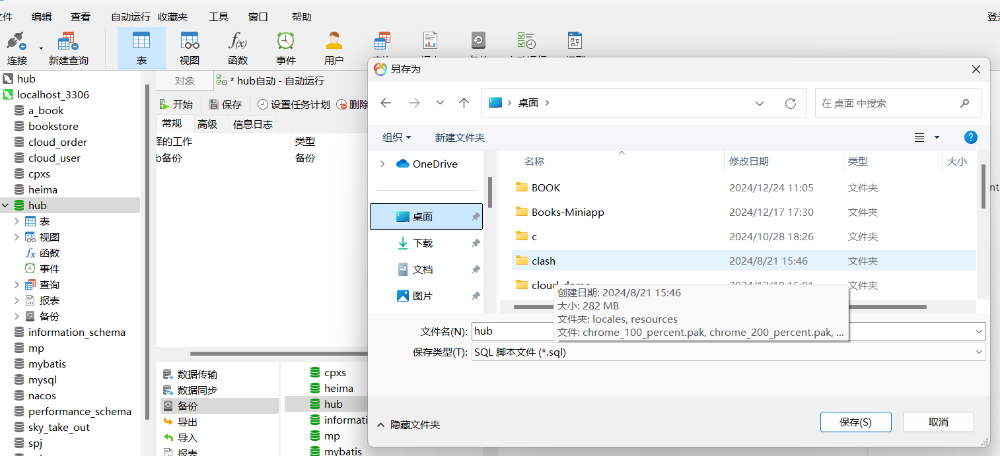 文件 编辑 查看 自动运行 收藏夹 工具 窗口 帮助 登录
连接 新建查询 表 视图 函数 事件 用户
hub
localhost_3306
a_book
bookstore
cloud_order
cloud_user
cpxs
heima
hub
表
视图
函数
事件
查询
报表
备份
information_schema
mp
mybatis
mysql
nacos
performance_schema
sky_take_out
spj
对象 * hub自动 - 自动运行
开始 保存 设置任务计划 删除
常规 高级 信息日志
择的工作 类型
b备份 备份
数据传输
数据同步
备份
导出
导入
报表
cpxs
heima
hub
informati
mp
mybatis
另存为
桌面
在 桌面 中搜索
组织 新建文件夹
OneDrive
桌面
下载
文档
图片
名称 修改日期 类型 大小
BOOK 2024/12/24 11:05 文件夹
Books-Miniapp 2024/12/17 17:30 文件夹
c 2024/10/28 18:26 文件夹
clash 2024/8/21 15:46 文件夹
文件夹
创建日期: 2024/8/21 15:46
大小: 282 MB
文件夹: locales, resources
文件: chrome_100_percent.pak, chrome_200_percent.pak, ...
文件名(N): hub
保存类型(T): SQL 脚本文件 (*.sql)
隐藏文件夹
保存(S) 取消
nt